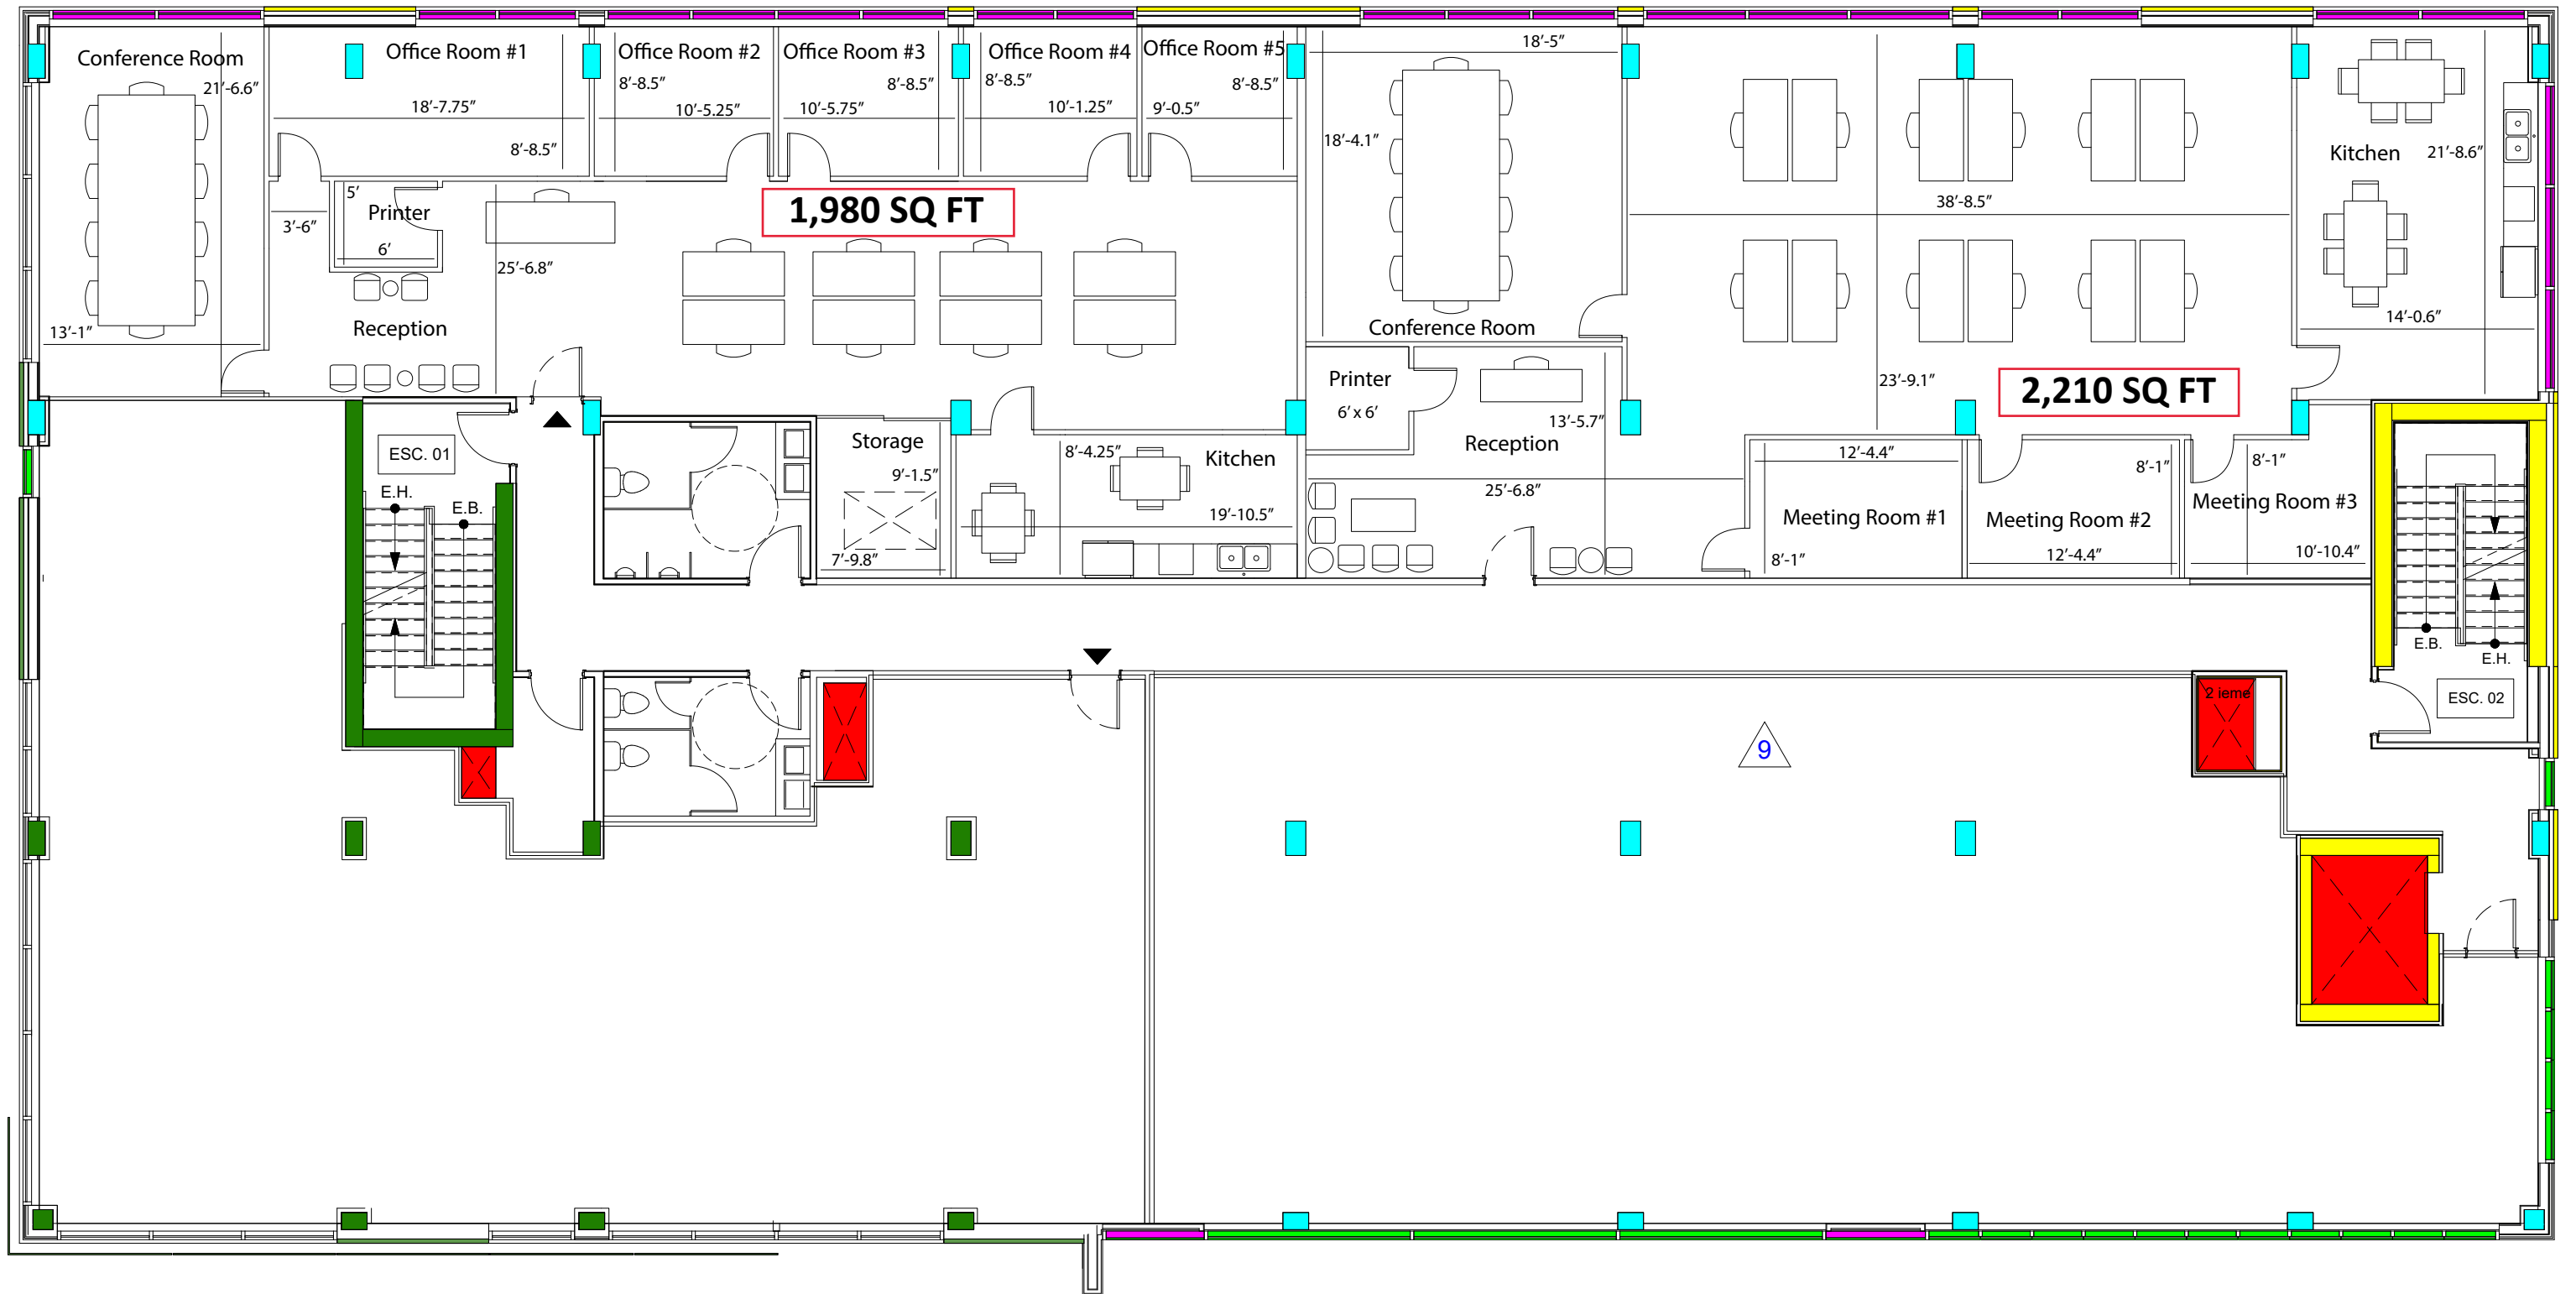 Conference Room
21’-6.6”
13’-1”
Office Room #1
18’-7.75”
8’-8.5”
Office Room #2
8’-8.5”
10’-5.25”
Office Room #3
8’-8.5”
10’-5.75”
Office Room #4
8’-8.5”
10’-1.25”
Office Room #5
8’-8.5”
9’-0.5”
5’
Printer
3’-6”
6’
25’-6.8”
Reception
1,980 SQ FT
18’-5”
18’-4.1”
Conference Room
38’-8.5”
23’-9.1”
2,210 SQ FT
Kitchen
21’-8.6”
14’-0.6”
Printer
6’ x 6’
13’-5.7”
Reception
25’-6.8”
Storage
9’-1.5”
7’-9.8”
8’-4.25”
Kitchen
19’-10.5”
12’-4.4”
Meeting Room #1
8’-1”
8’-1”
Meeting Room #2
12’-4.4”
8’-1”
Meeting Room #3
10’-10.4”
ESC. 01
E.H.
E.B.
E.B.
E.H.
ESC. 02
2 ieme
9